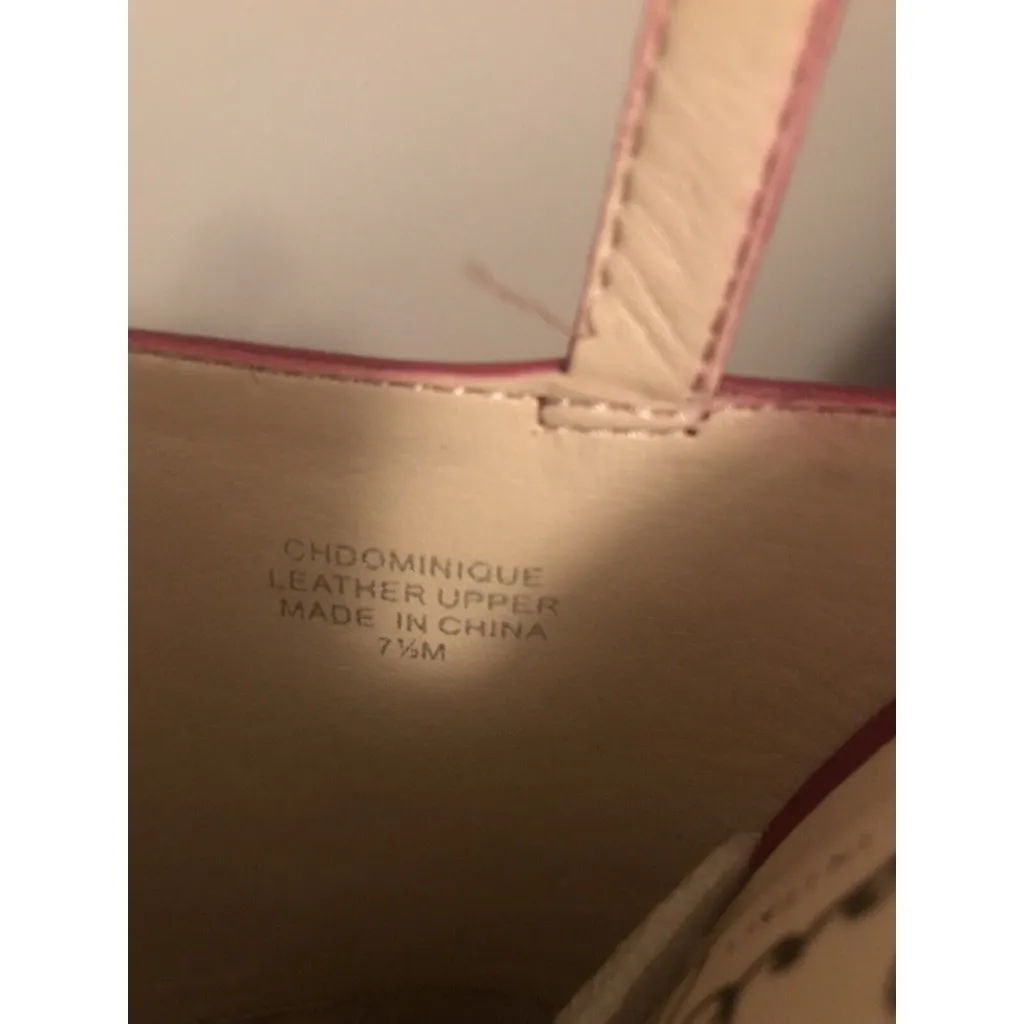 CHDOMINIQUE
LEATHER UPPER
MADE IN CHINA
7½M